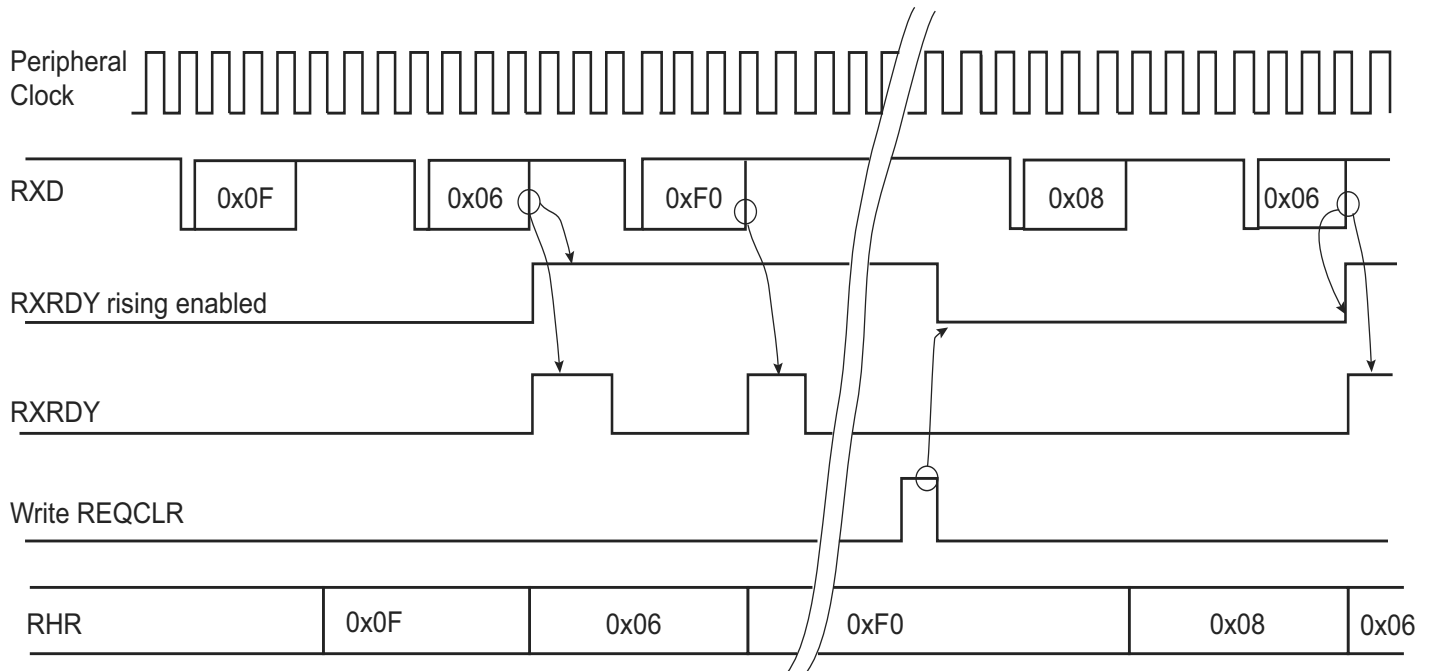 Peripheral
Clock
RXD
0x0F
0x06
0xF0
0x08
0x06
RXRDY rising enabled
RXRDY
Write REQCLR
RHR
0x0F
0x06
0xF0
0x08
0x06